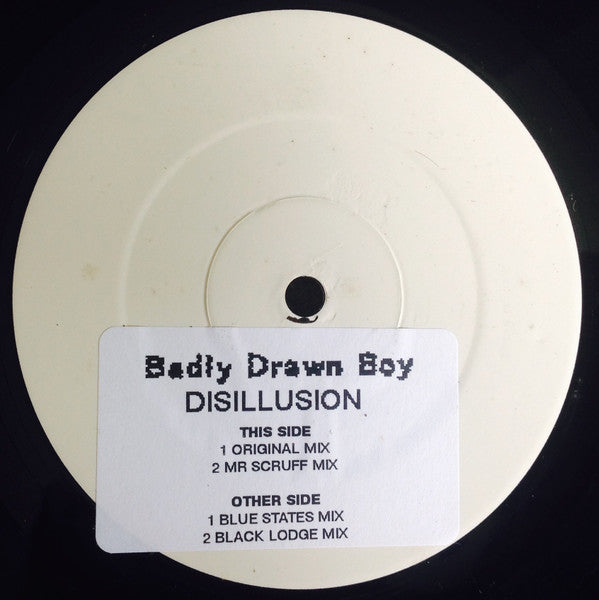 Badly Drawn Boy
DISILLUSION
THIS SIDE
1 ORIGINAL MIX
2 MR SCRUFF MIX
OTHER SIDE
1 BLUE STATES MIX
2 BLACK LODGE MIX